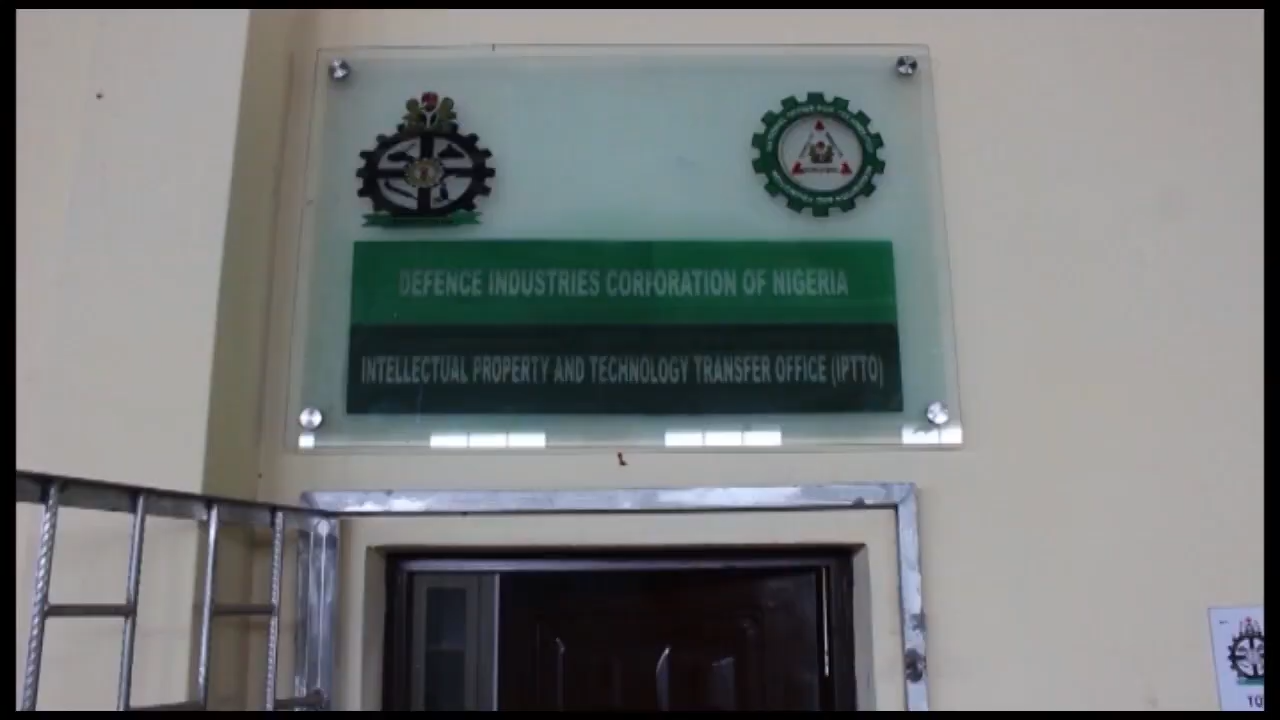 DEFENCE INDUSTRIES CORPORATION OF NIGERIA
INTELLECTUAL PROPERTY AND TECHNOLOGY TRANSFER OFFICE (IPTTO)